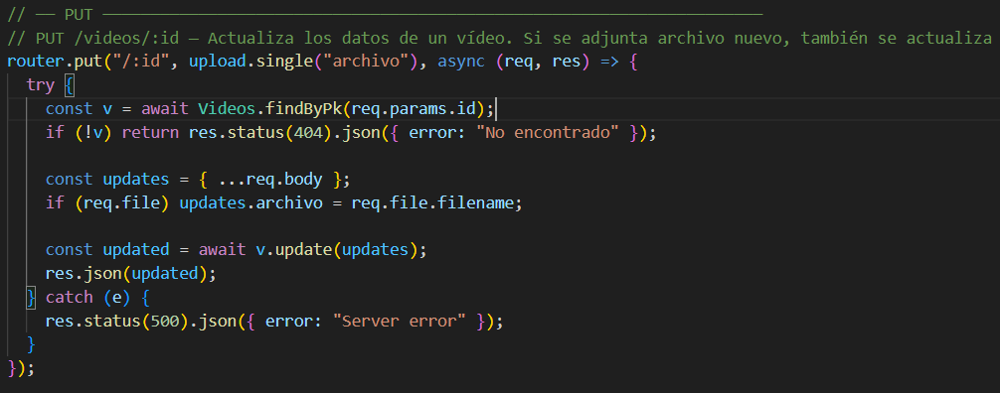 // —— PUT ——————————————————————————————————————————
// PUT /videos/:id — Actualiza los datos de un vídeo. Si se adjunta archivo nuevo, también se actualiza
router.put("/:id", upload.single("archivo"), async (req, res) => {
  try {
    const v = await Videos.findByPk(req.params.id);
    if (!v) return res.status(404).json({ error: "No encontrado" });

    const updates = { ...req.body };
    if (req.file) updates.archivo = req.file.filename;

    const updated = await v.update(updates);
    res.json(updated);
  } catch (e) {
    res.status(500).json({ error: "Server error" });
  }
});